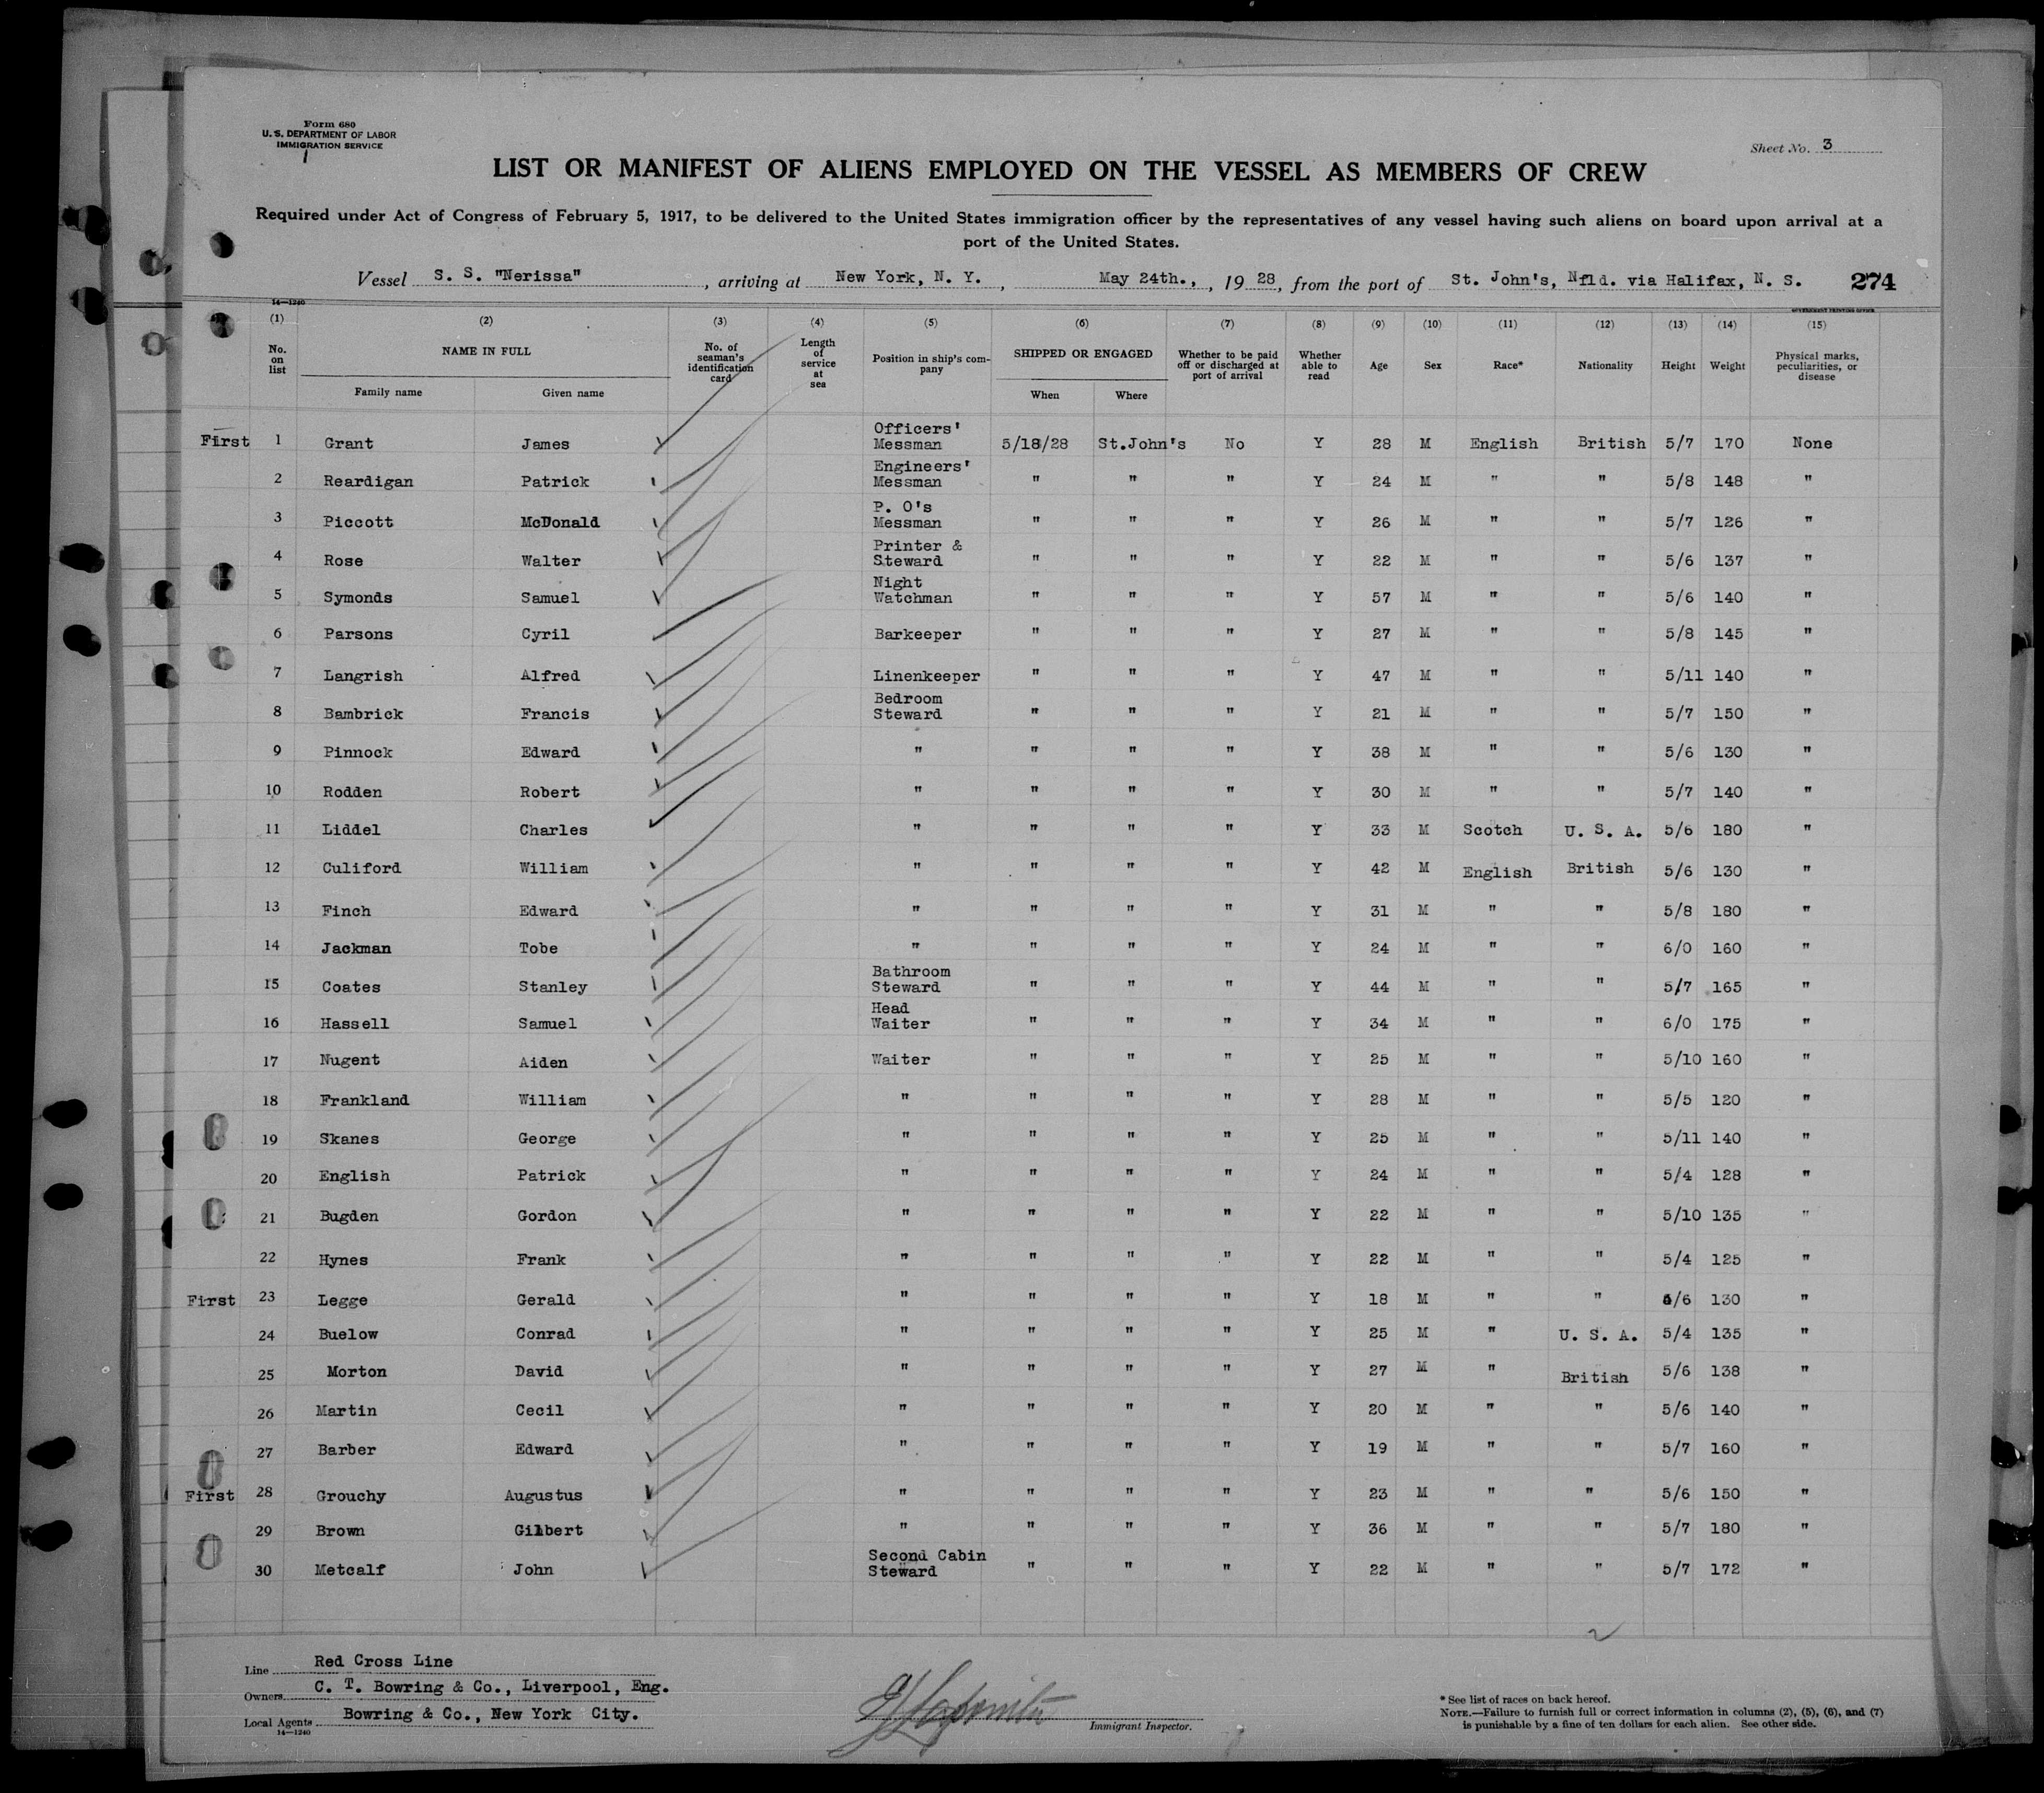 Form 680
U. S. DEPARTMENT OF LABOR
IMMIGRATION SERVICE
Sheet No. 3
LIST OR MANIFEST OF ALIENS EMPLOYED ON THE VESSEL AS MEMBERS OF CREW
Required under Act of Congress of February 5, 1917, to be delivered to the United States immigration officer by the representatives of any vessel having such aliens on board upon arrival at a
port of the United States.
Vessel S. S. "Nerissa" , arriving at New York, N. Y. , May 24th., , 19 28, from the port of St. John's, Nfld. via Halifax, N. S. 274
14—1240
GOVERNMENT PRINTING OFFICE
(1) (2) (3) (4) (5) (6) (7) (8) (9) (10) (11) (12) (13) (14) (15)
No. on list NAME IN FULL Family name Given name No. of seaman's identification card Length of service at sea Position in ship's company SHIPPED OR ENGAGED When Where Whether to be paid off or discharged at port of arrival Whether able to read Age Sex Race* Nationality Height Weight Physical marks, peculiarities, or disease
First 1 Grant James Officers' Messman 5/18/28 St.John's No Y 28 M English British 5/7 170 None
2 Reardigan Patrick Engineers' Messman " " " Y 24 M " " 5/8 148 "
3 Piccott McDonald P. O's Messman " " " Y 26 M " " 5/7 126 "
4 Rose Walter Printer & Steward " " " Y 22 M " " 5/6 137 "
5 Symonds Samuel Night Watchman " " " Y 57 M " " 5/6 140 "
6 Parsons Cyril Barkeeper " " " Y 27 M " " 5/8 145 "
7 Langrish Alfred Linenkeeper " " " Y 47 M " " 5/11 140 "
8 Bambrick Francis Bedroom Steward " " " Y 21 M " " 5/7 150 "
9 Pinnock Edward " " " " Y 38 M " " 5/6 130 "
10 Rodden Robert " " " " Y 30 M " " 5/7 140 "
11 Liddel Charles " " " " Y 33 M Scotch U. S. A. 5/6 180 "
12 Culiford William " " " " Y 42 M English British 5/6 130 "
13 Finch Edward " " " " Y 31 M " " 5/8 180 "
14 Jackman Tobe " " " " Y 24 M " " 6/0 160 "
15 Coates Stanley Bathroom Steward " " " Y 44 M " " 5/7 165 "
16 Hassell Samuel Head Waiter " " " Y 34 M " " 6/0 175 "
17 Nugent Aiden Waiter " " " Y 25 M " " 5/10 160 "
18 Frankland William " " " " Y 28 M " " 5/5 120 "
19 Skanes George " " " " Y 25 M " " 5/11 140 "
20 English Patrick " " " " Y 24 M " " 5/4 128 "
21 Bugden Gordon " " " " Y 22 M " " 5/10 135 "
22 Hynes Frank " " " " Y 22 M " " 5/4 125 "
First 23 Legge Gerald " " " " Y 18 M " " /6 130 "
24 Buelow Conrad " " " " Y 25 M " U. S. A. 5/4 135 "
25 Morton David " " " " Y 27 M " British 5/6 138 "
26 Martin Cecil " " " " Y 20 M " " 5/6 140 "
27 Barber Edward " " " " Y 19 M " " 5/7 160 "
First 28 Grouchy Augustus " " " " Y 23 M " " 5/6 150 "
29 Brown Gilbert " " " " Y 36 M " " 5/7 180 "
30 Metcalf John Second Cabin Steward " " " Y 22 M " " 5/7 172 "
Line Red Cross Line
Owners C. T. Bowring & Co., Liverpool, Eng.
Local Agents Bowring & Co., New York City.
14—1240
Immigrant Inspector.
* See list of races on back hereof.
NOTE.—Failure to furnish full or correct information in columns (2), (5), (6), and (7)
is punishable by a fine of ten dollars for each alien. See other side.